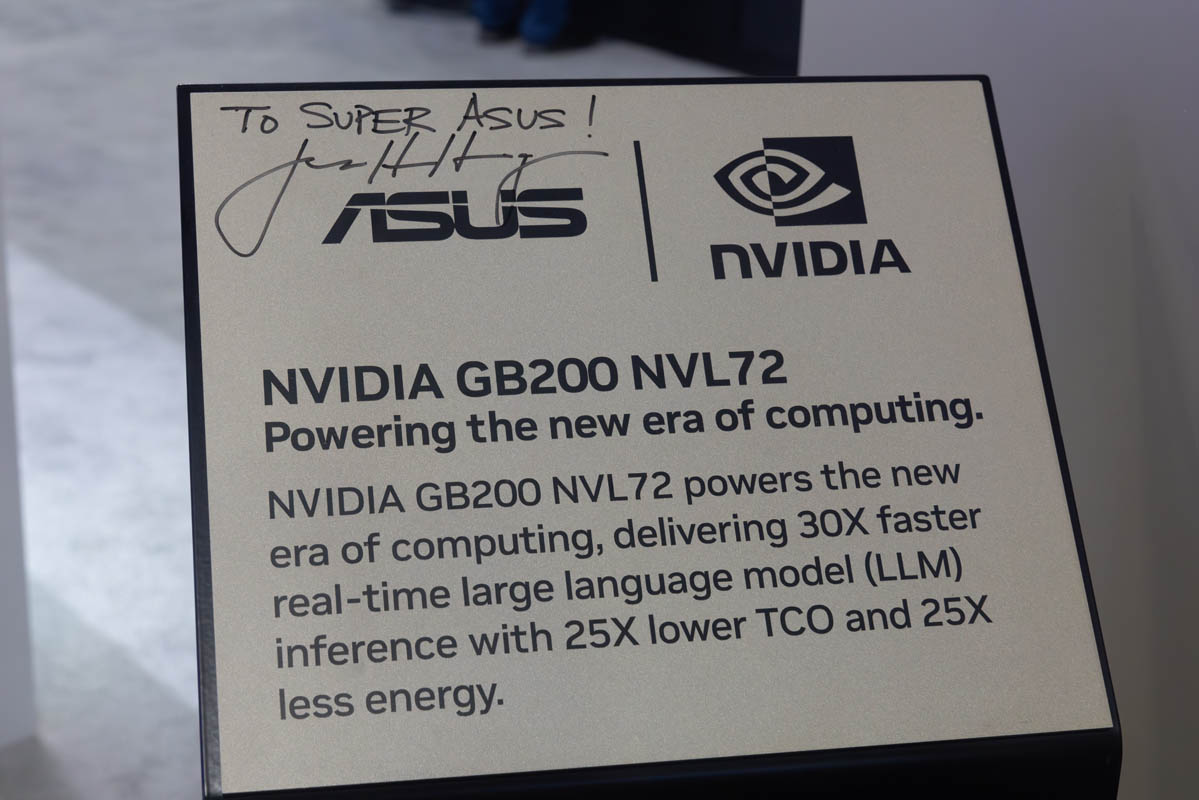 TO SUPER ASUS!
Jen H Huang
ASUS
NVIDIA
NVIDIA GB200 NVL72
Powering the new era of computing.
NVIDIA GB200 NVL72 powers the new
era of computing, delivering 30X faster
real-time large language model (LLM)
inference with 25X lower TCO and 25X
less energy.